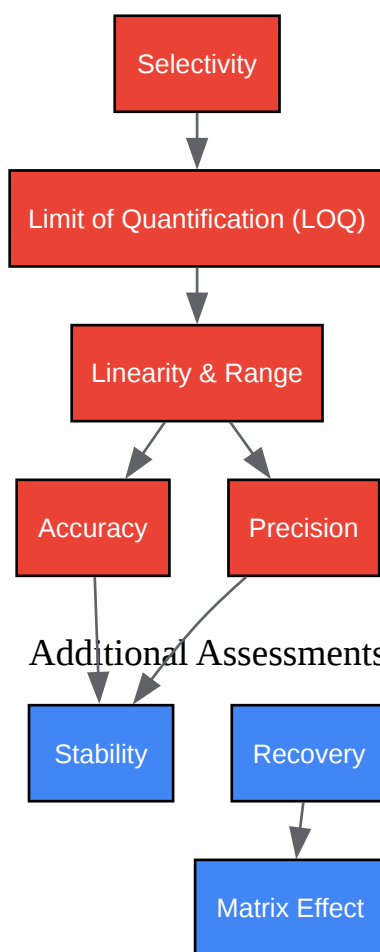 Selectivity
Limit of Quantification (LOQ)
Linearity & Range
Accuracy
Precision
Additional Assessments
Stability
Recovery
Matrix Effect